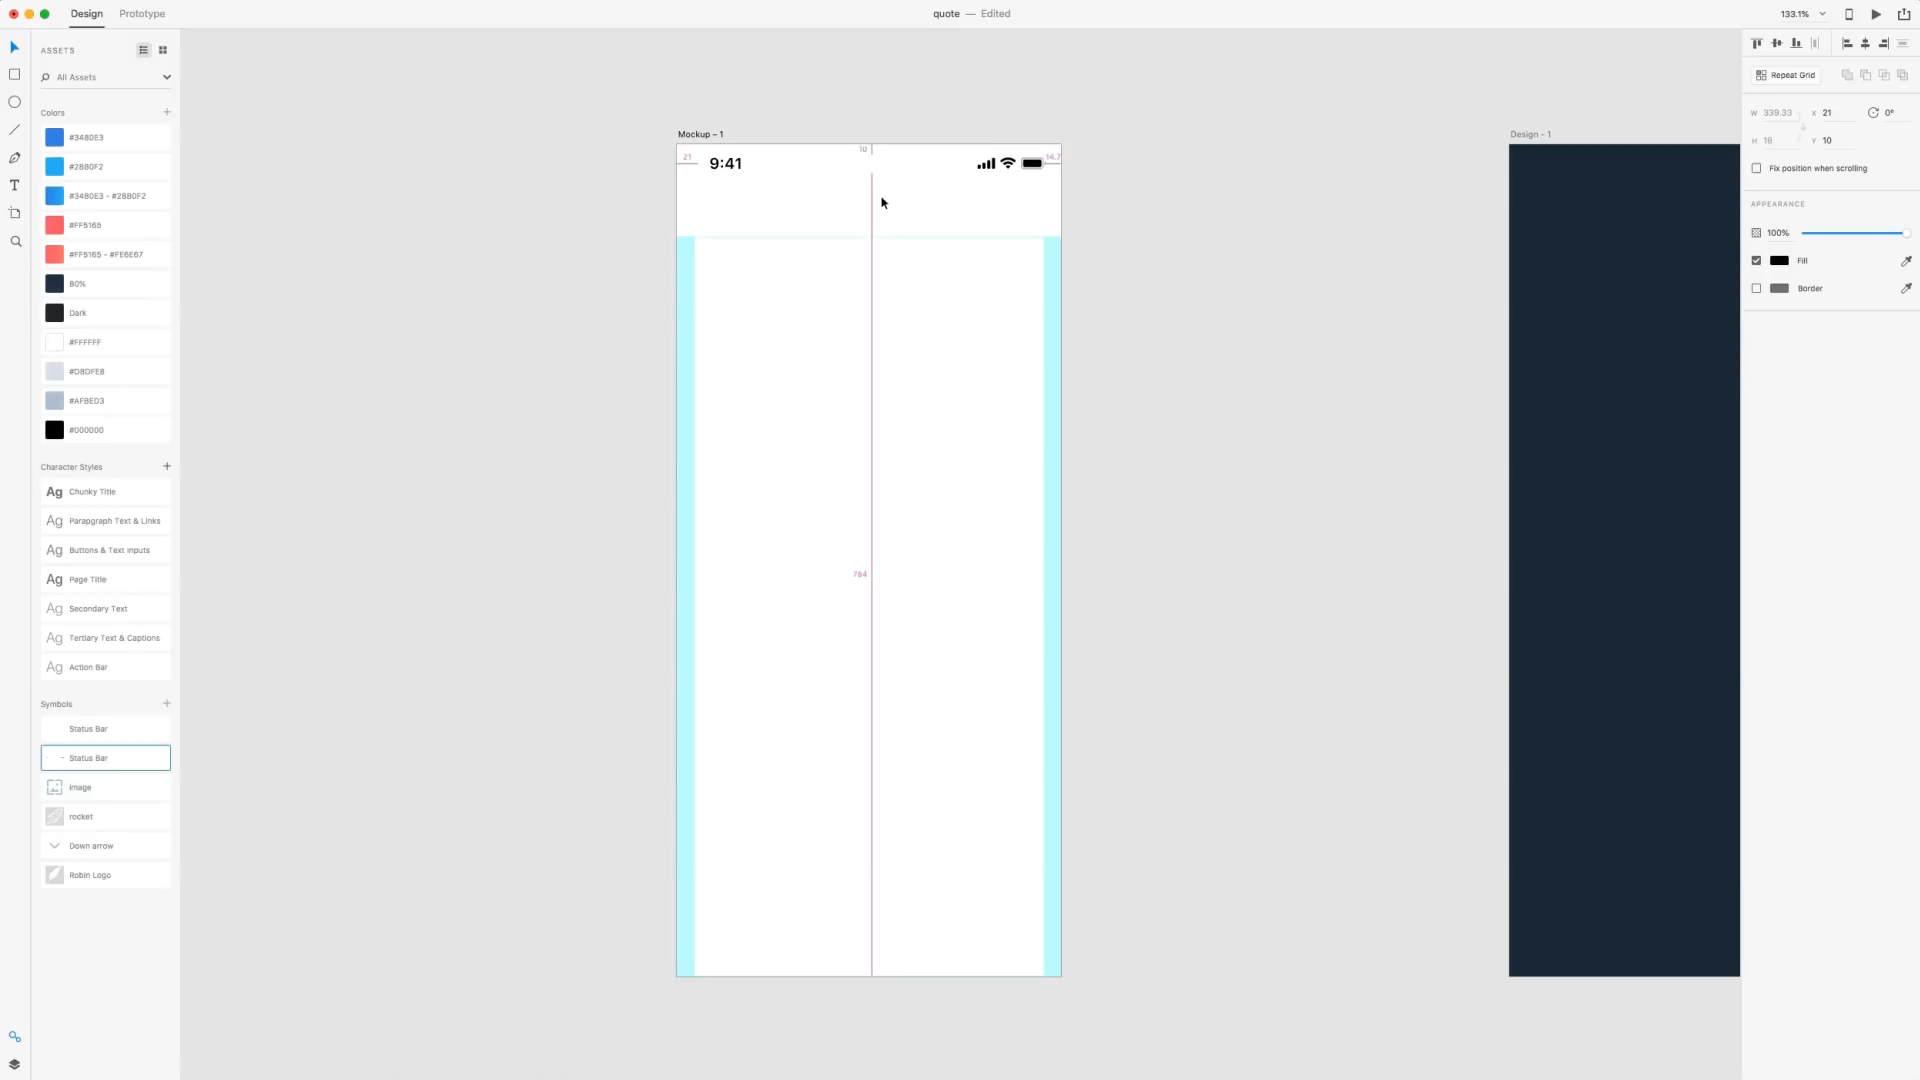 Design
Prototype
quote — Edited
133.1%
ASSETS
All Assets
Colors
#3480E3
#28B0F2
#3480E3 - #28B0F2
#FF5165
#FF5165 - #FE6E67
80%
Dark
#FFFFFF
#D8DFE8
#AFBED3
#000000
Character Styles
Ag Chunky Title
Ag Parapgraph Text & Links
Ag Buttons & Text Inputs
Ag Page Title
Ag Secondary Text
Ag Tertiary Text & Captions
Ag Action Bar
Symbols
Status Bar
Status Bar
Image
rocket
Down arrow
Robin Logo
Mockup – 1
21
9:41
10
14.7
784
Design - 1
Repeat Grid
W 339.33 X 21 0°
H 18 Y 10
Fix position when scrolling
APPEARANCE
100%
Fill
Border